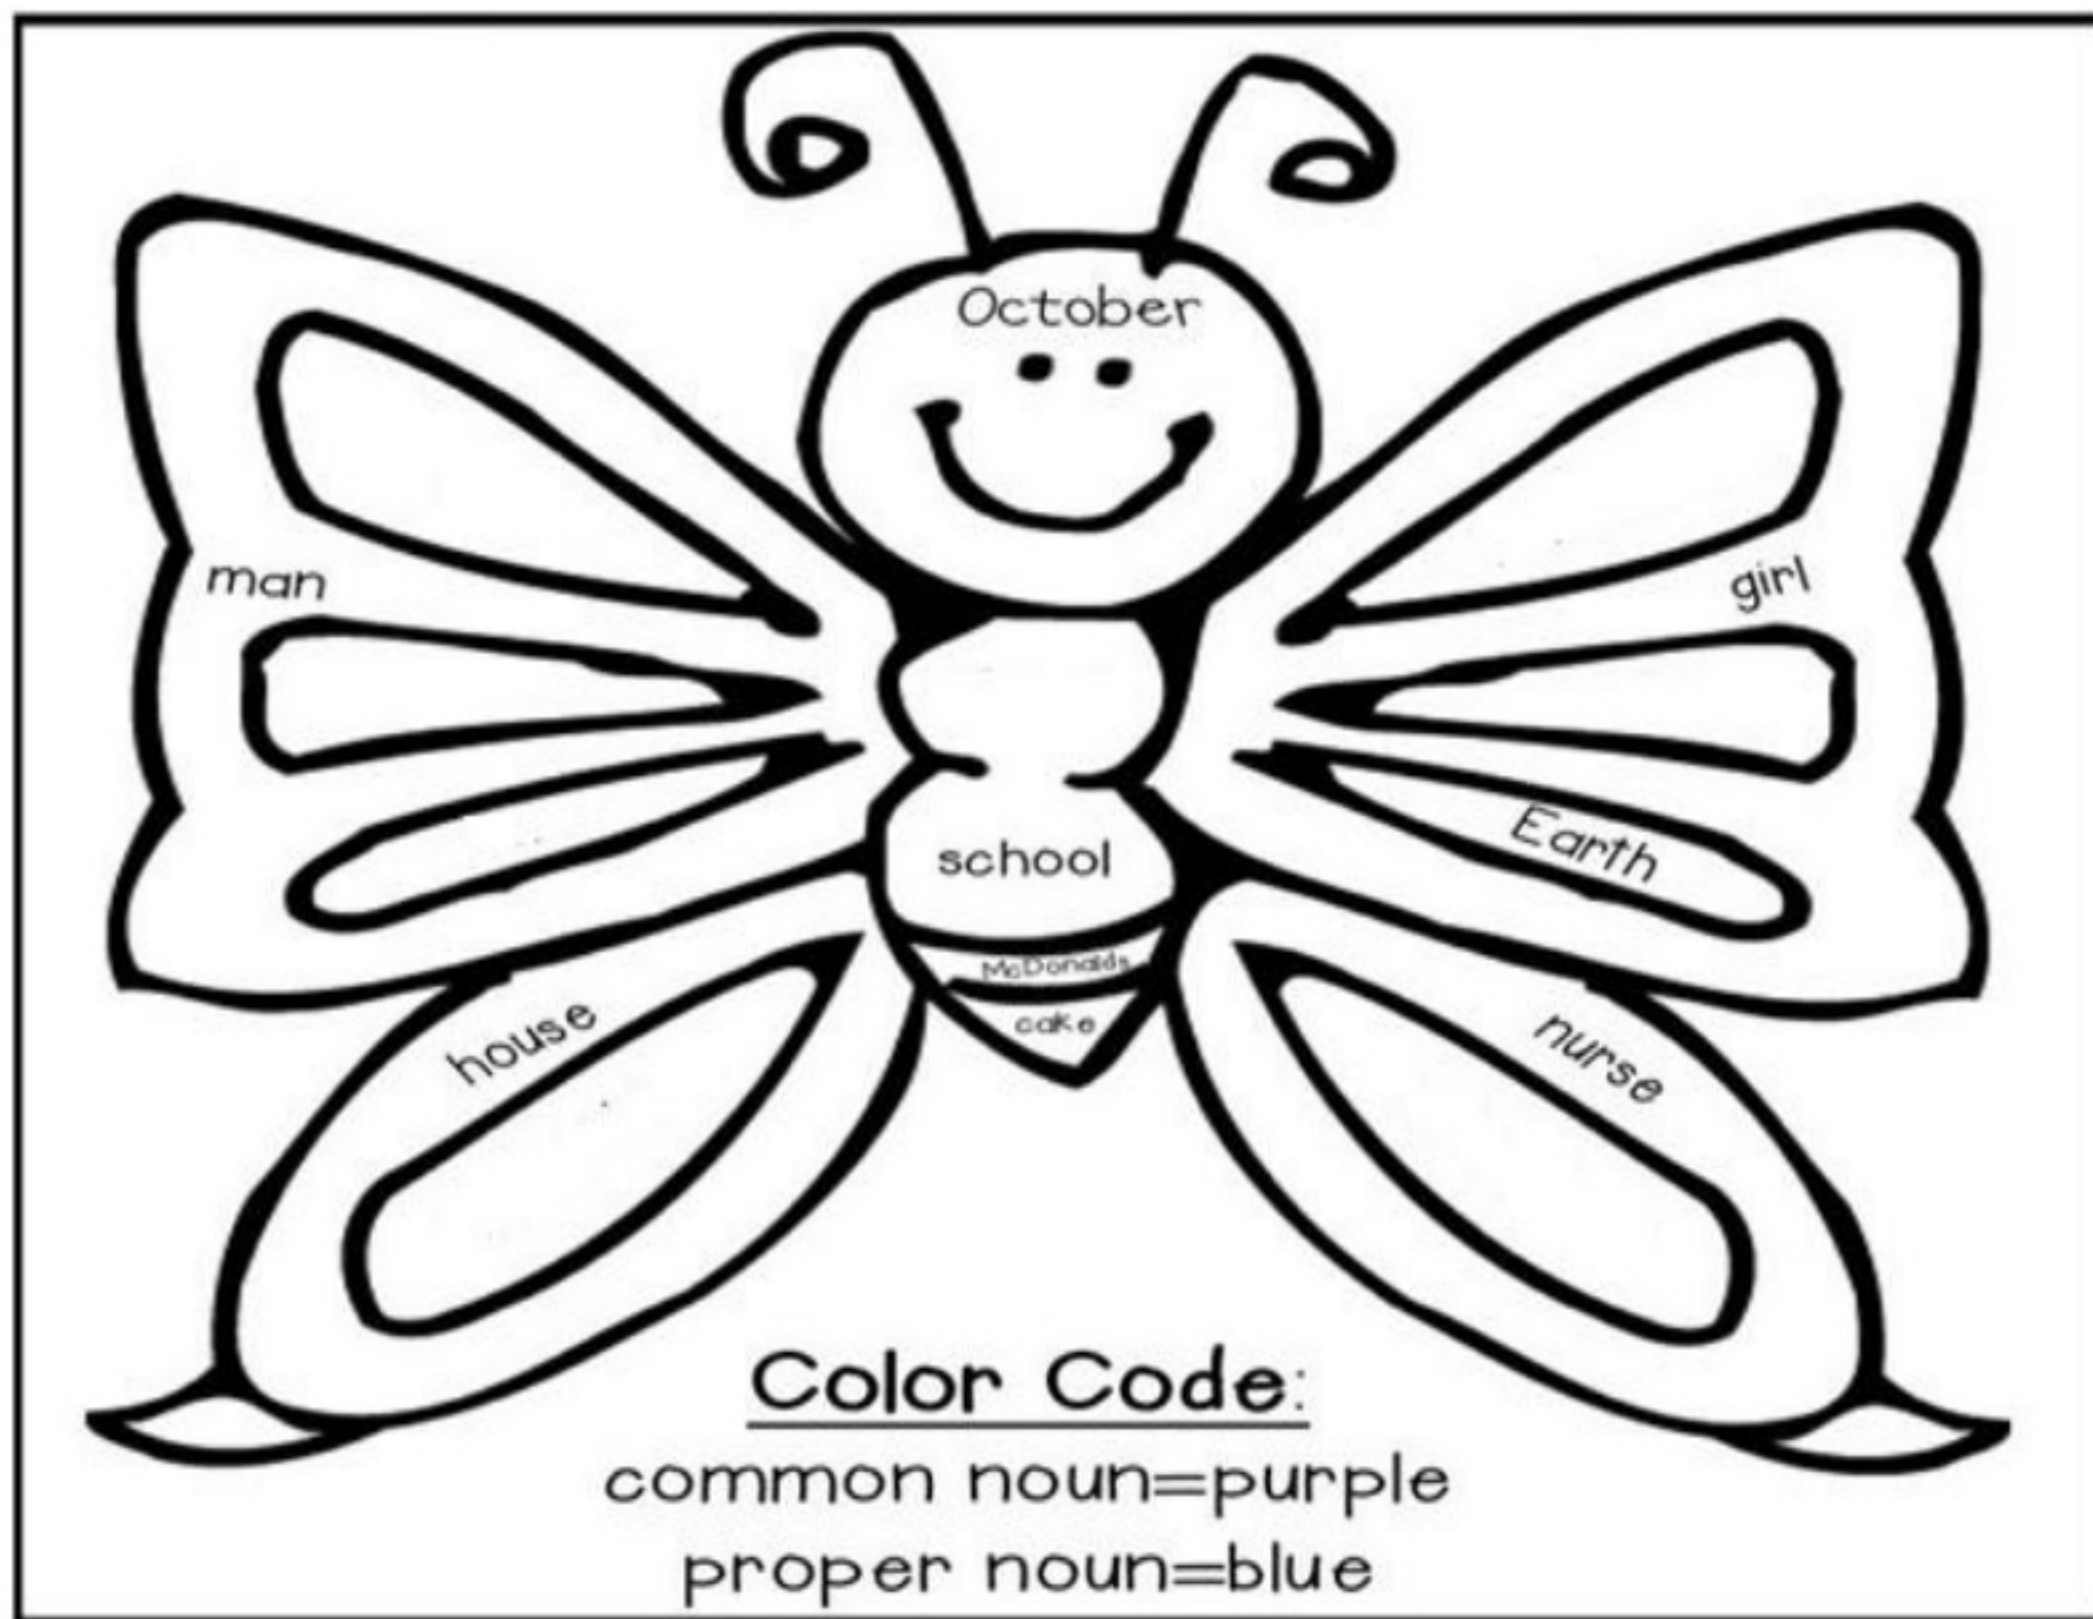 October
man
girl
Earth
school
McDonalds
cake
house
nurse
Color Code:
common noun=purple
proper noun=blue